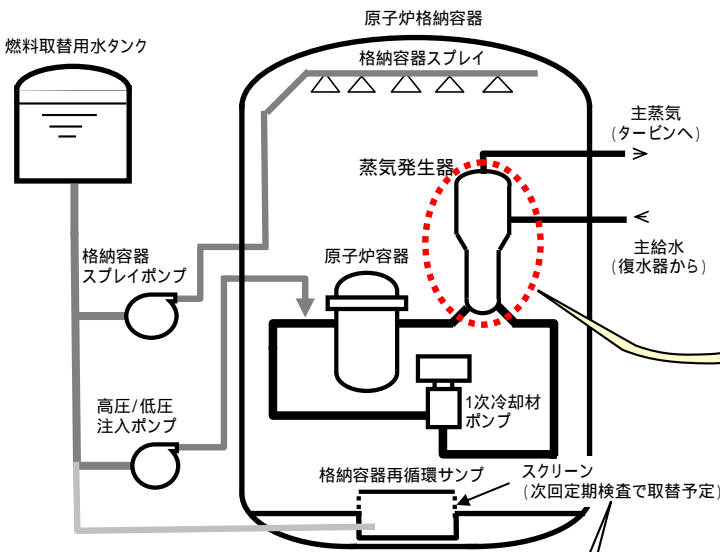 原子炉格納容器
燃料取替用水タンク
格納容器スプレイ
主蒸気
(タービンへ)
蒸気発生器
主給水
(復水器から)
格納容器
スプレイポンプ
原子炉容器
高圧/低圧
注入ポンプ
1次冷却材
ポンプ
格納容器再循環サンプ
スクリーン
(次回定期検査で取替予定)